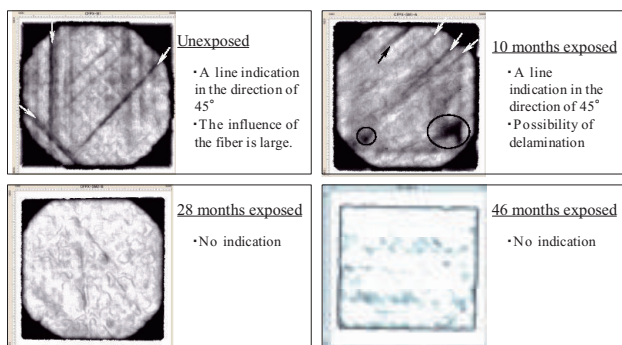 Unexposed
・A line indication
in the direction of
45°
・The influence of
the fiber is large.
10 months exposed
・A line
indication in the
direction of 45°
・Possibility of
delamination
28 months exposed
・No indication
46 months exposed
・No indication